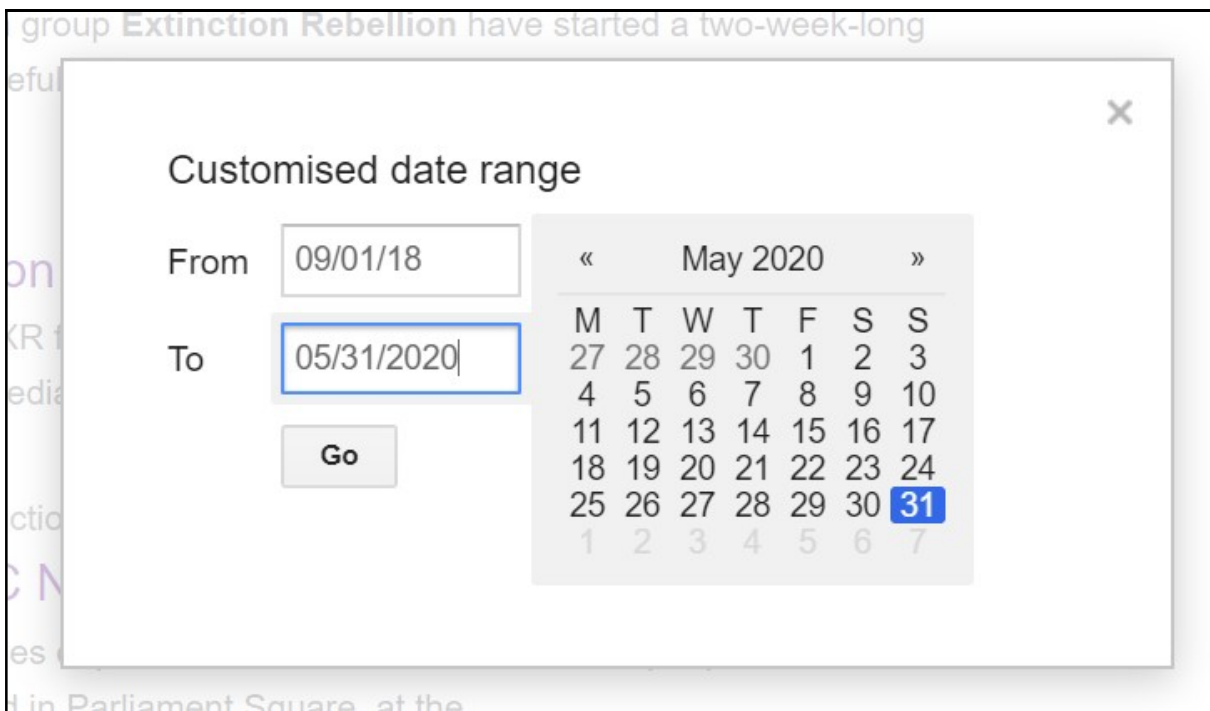 group Extinction Rebellion have started a two-week-long
×
Customised date range
From 09/01/18
To 05/31/2020
Go
« May 2020 »
M T W T F S S
27 28 29 30 1 2 3
4 5 6 7 8 9 10
11 12 13 14 15 16 17
18 19 20 21 22 23 24
25 26 27 28 29 30 31
1 2 3 4 5 6 7
in Parliament Square, at the